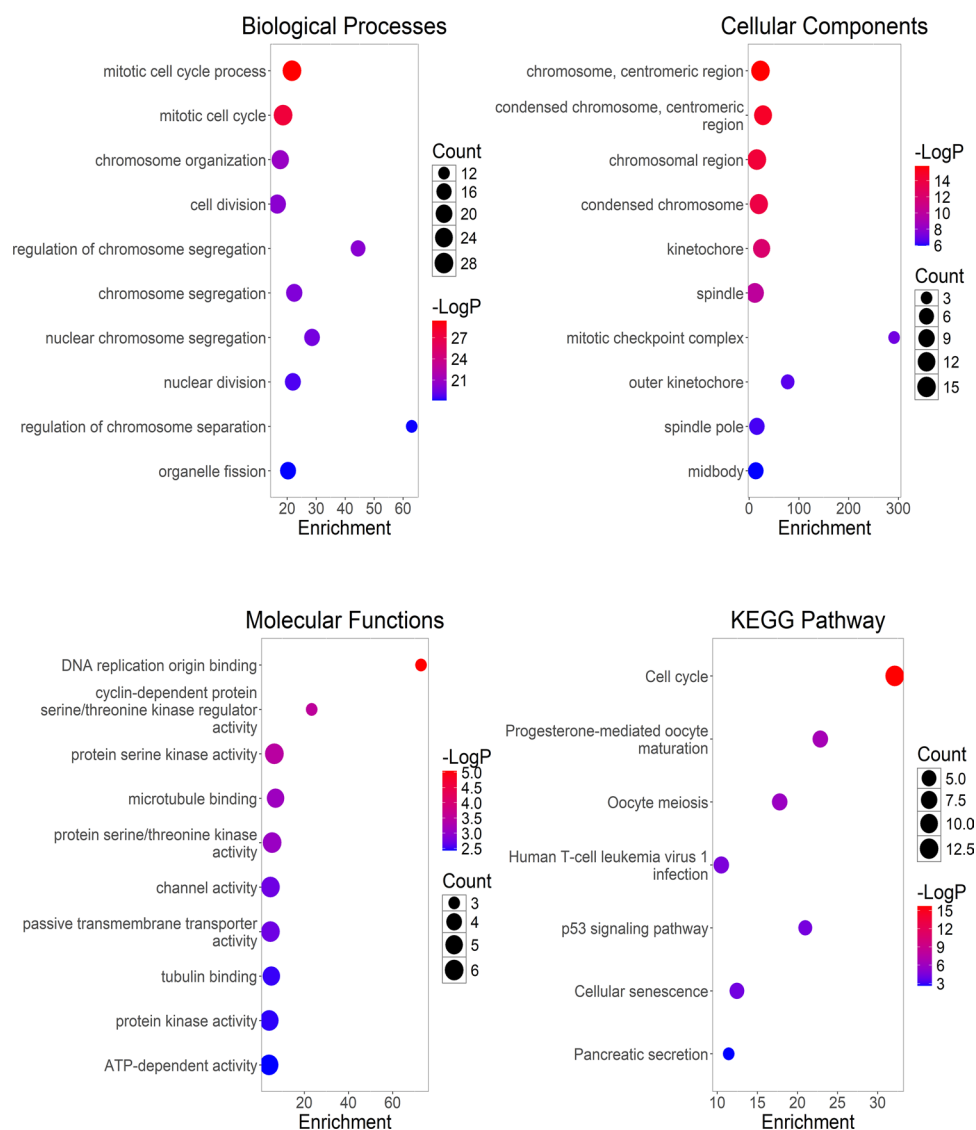 Biological Processes
mitotic cell cycle process
mitotic cell cycle
chromosome organization
cell division
regulation of chromosome segregation
chromosome segregation
nuclear chromosome segregation
nuclear division
regulation of chromosome separation
organelle fission
20 30 40 50 60
Enrichment
Count
12
16
20
24
28
-LogP
27
24
21
Cellular Components
chromosome, centromeric region
condensed chromosome, centromeric
region
chromosomal region
condensed chromosome
kinetochore
spindle
mitotic checkpoint complex
outer kinetochore
spindle pole
midbody
0 100 200 300
Enrichment
-LogP
14
12
10
8
6
Count
3
6
9
12
15
Molecular Functions
DNA replication origin binding
cyclin-dependent protein
serine/threonine kinase regulator
activity
protein serine kinase activity
microtubule binding
protein serine/threonine kinase
activity
channel activity
passive transmembrane transporter
activity
tubulin binding
protein kinase activity
ATP-dependent activity
20 40 60
Enrichment
-LogP
5.0
4.5
4.0
3.5
3.0
2.5
Count
3
4
5
6
KEGG Pathway
Cell cycle
Progesterone-mediated oocyte
maturation
Oocyte meiosis
Human T-cell leukemia virus 1
infection
p53 signaling pathway
Cellular senescence
Pancreatic secretion
10 15 20 25 30
Enrichment
Count
5.0
7.5
10.0
12.5
-LogP
15
12
9
6
3